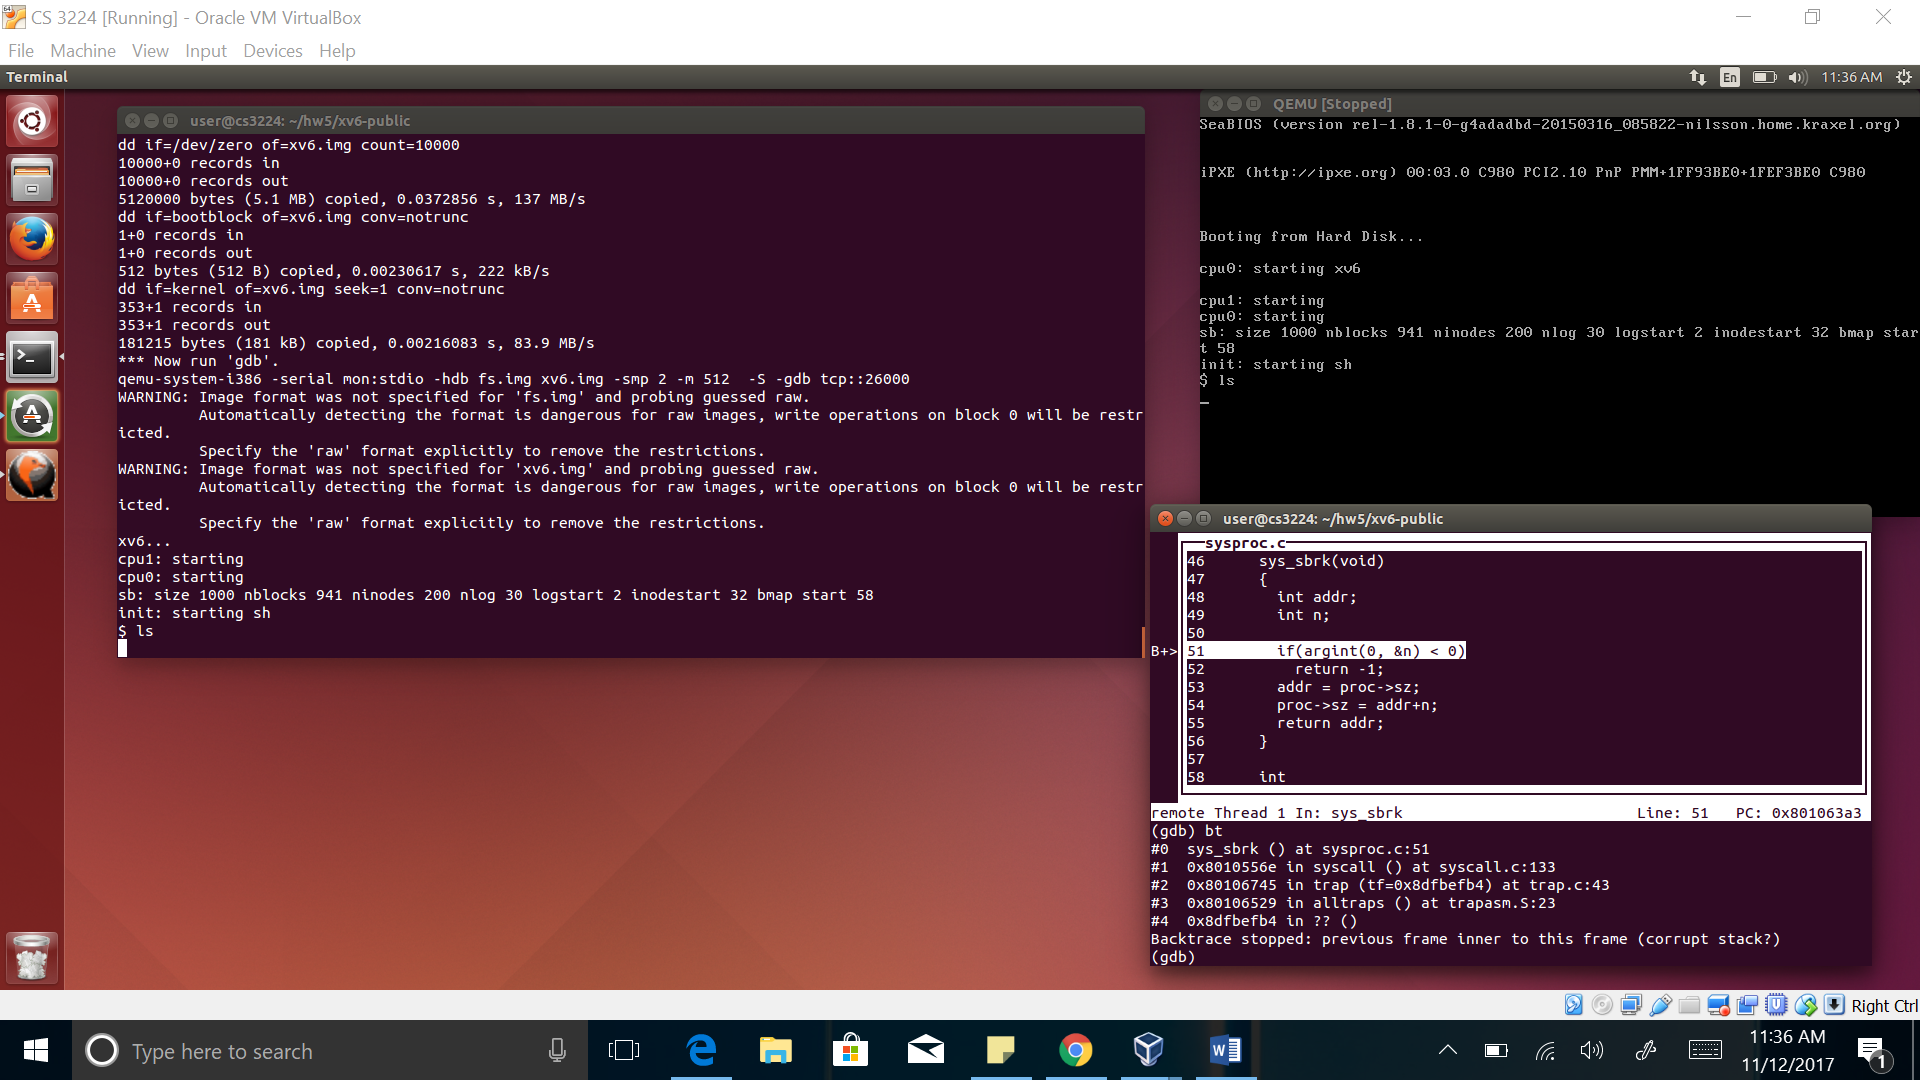 CS 3224 [Running] - Oracle VM VirtualBox
File Machine View Input Devices Help
Terminal
En
11:36 AM
user@cs3224: ~/hw5/xv6-public
dd if=/dev/zero of=xv6.img count=10000
10000+0 records in
10000+0 records out
5120000 bytes (5.1 MB) copied, 0.0372856 s, 137 MB/s
dd if=bootblock of=xv6.img conv=notrunc
1+0 records in
1+0 records out
512 bytes (512 B) copied, 0.00230617 s, 222 kB/s
dd if=kernel of=xv6.img seek=1 conv=notrunc
353+1 records in
353+1 records out
181215 bytes (181 kB) copied, 0.00216083 s, 83.9 MB/s
*** Now run 'gdb'.
qemu-system-i386 -serial mon:stdio -hdb fs.img xv6.img -smp 2 -m 512  -S -gdb tcp::26000
WARNING: Image format was not specified for 'fs.img' and probing guessed raw.
         Automatically detecting the format is dangerous for raw images, write operations on block 0 will be restr
icted.
         Specify the 'raw' format explicitly to remove the restrictions.
WARNING: Image format was not specified for 'xv6.img' and probing guessed raw.
         Automatically detecting the format is dangerous for raw images, write operations on block 0 will be restr
icted.
         Specify the 'raw' format explicitly to remove the restrictions.
xv6...
cpu1: starting
cpu0: starting
sb: size 1000 nblocks 941 ninodes 200 nlog 30 logstart 2 inodestart 32 bmap start 58
init: starting sh
$ ls
QEMU [Stopped]
SeaBIOS (version rel-1.8.1-0-g4adadbd-20150316_085822-nilsson.home.kraxel.org)
iPXE (http://ipxe.org) 00:03.0 C980 PCI2.10 PnP PMM+1FF93BE0+1FEF3BE0 C980
Booting from Hard Disk...
cpu0: starting xv6
cpu1: starting
cpu0: starting
sb: size 1000 nblocks 941 ninodes 200 nlog 30 logstart 2 inodestart 32 bmap star
t 58
init: starting sh
$ ls
user@cs3224: ~/hw5/xv6-public
sysproc.c
46      sys_sbrk(void)
47      {
48        int addr;
49        int n;
50
B+> 51        if(argint(0, &n) < 0)
52          return -1;
53        addr = proc->sz;
54        proc->sz = addr+n;
55        return addr;
56      }
57
58      int
remote Thread 1 In: sys_sbrk Line: 51 PC: 0x801063a3
(gdb) bt
#0  sys_sbrk () at sysproc.c:51
#1  0x8010556e in syscall () at syscall.c:133
#2  0x80106745 in trap (tf=0x8dfbefb4) at trap.c:43
#3  0x80106529 in alltraps () at trapasm.S:23
#4  0x8dfbefb4 in ?? ()
Backtrace stopped: previous frame inner to this frame (corrupt stack?)
(gdb)
Right Ctrl
Type here to search
11:36 AM
11/12/2017
1